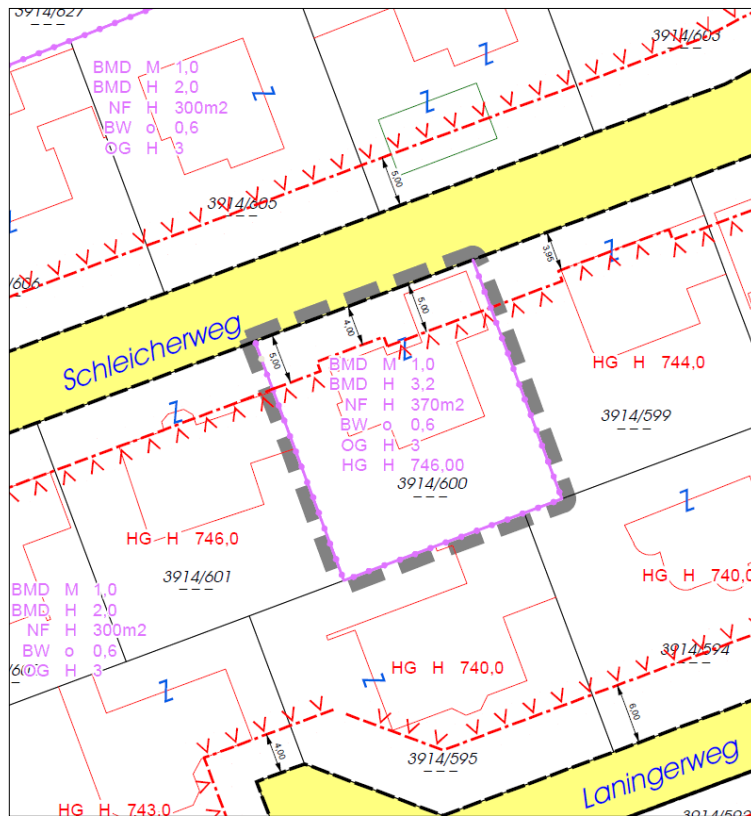 3914/627
3914/603
BMD M 1,0
BMD H 2,0
NF H 300m2
BW o 0,6
OG H 3
5,00
3914/605
3,95
Schleicherweg
5,00
4,00
5,00
BMD M 1,0
BMD H 3,2
NF H 370m2
BW o 0,6
OG H 3
HG H 746,00
3914/600
HG H 744,0
3914/599
HG H 746,0
3914/601
HG H 740,0
BMD M 1,0
BMD H 2,0
NF H 300m2
BW o 0,6
OG H 3
HG H 740,0
3914/594
6,00
4,00
3914/595
Laningerweg
HG H 743,0